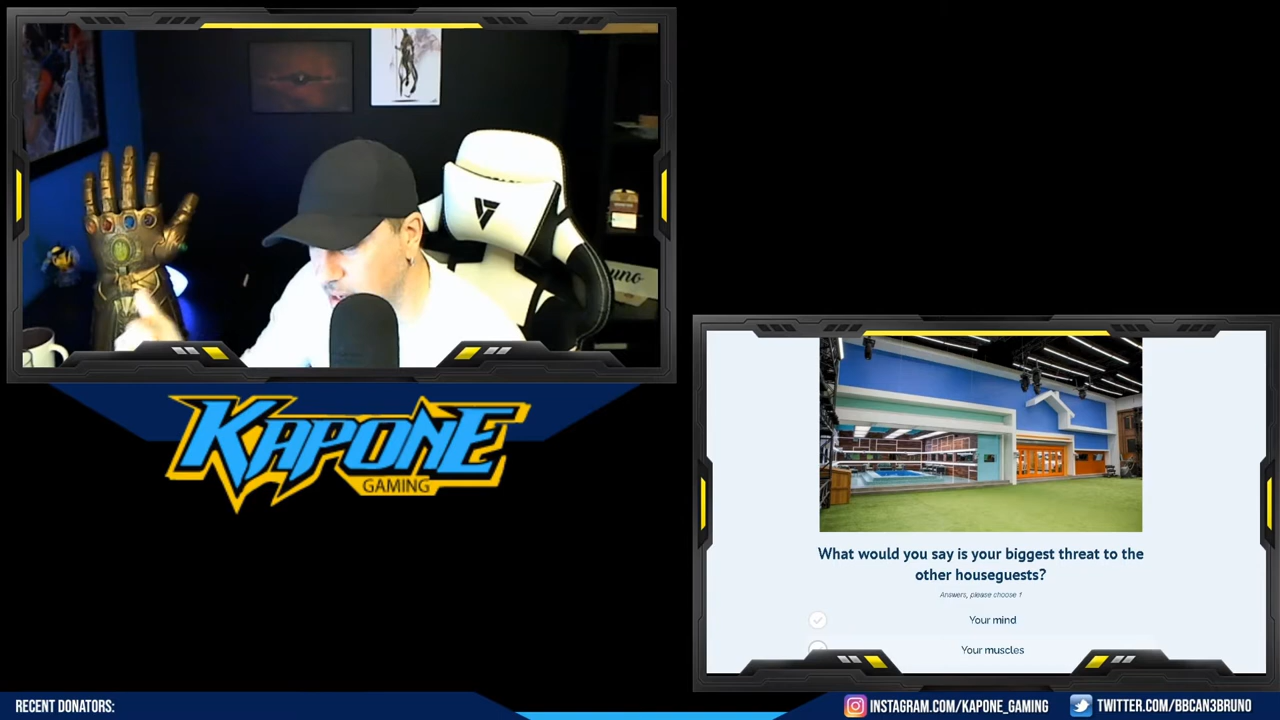 uno
KAPONE
GAMING
What would you say is your biggest threat to the
other houseguests?
Answers, please choose 1
Your mind
Your muscles
RECENT DONATORS:
INSTAGRAM.COM/KAPONE_GAMING
TWITTER.COM/BBCAN3BRUNO